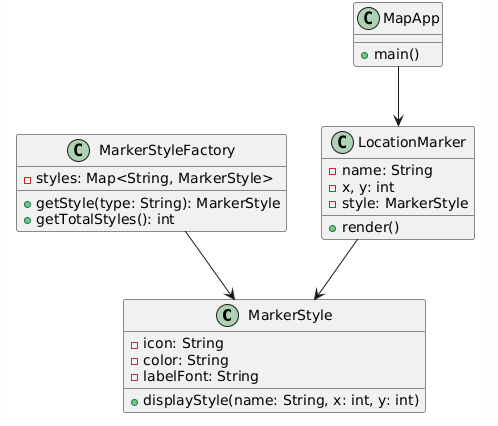 C MapApp
main()
C MarkerStyleFactory
styles: Map<String, MarkerStyle>
getStyle(type: String): MarkerStyle
getTotalStyles(): int
C LocationMarker
name: String
x, y: int
style: MarkerStyle
render()
C MarkerStyle
icon: String
color: String
labelFont: String
displayStyle(name: String, x: int, y: int)